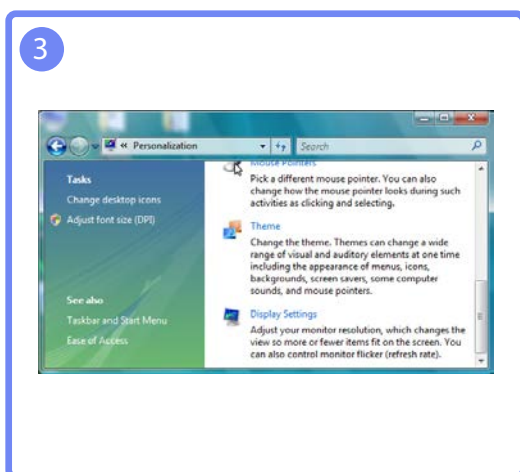 3
« Personalization
Search
Tasks
Change desktop icons
Adjust font size (DPI)
See also
Taskbar and Start Menu
Ease of Access
Mouse Pointers
Pick a different mouse pointer. You can also
change how the mouse pointer looks during such
activities as clicking and selecting.
Theme
Change the theme. Themes can change a wide
range of visual and auditory elements at one time
including the appearance of menus, icons,
backgrounds, screen savers, some computer
sounds, and mouse pointers.
Display Settings
Adjust your monitor resolution, which changes the
view so more or fewer items fit on the screen. You
can also control monitor flicker (refresh rate).